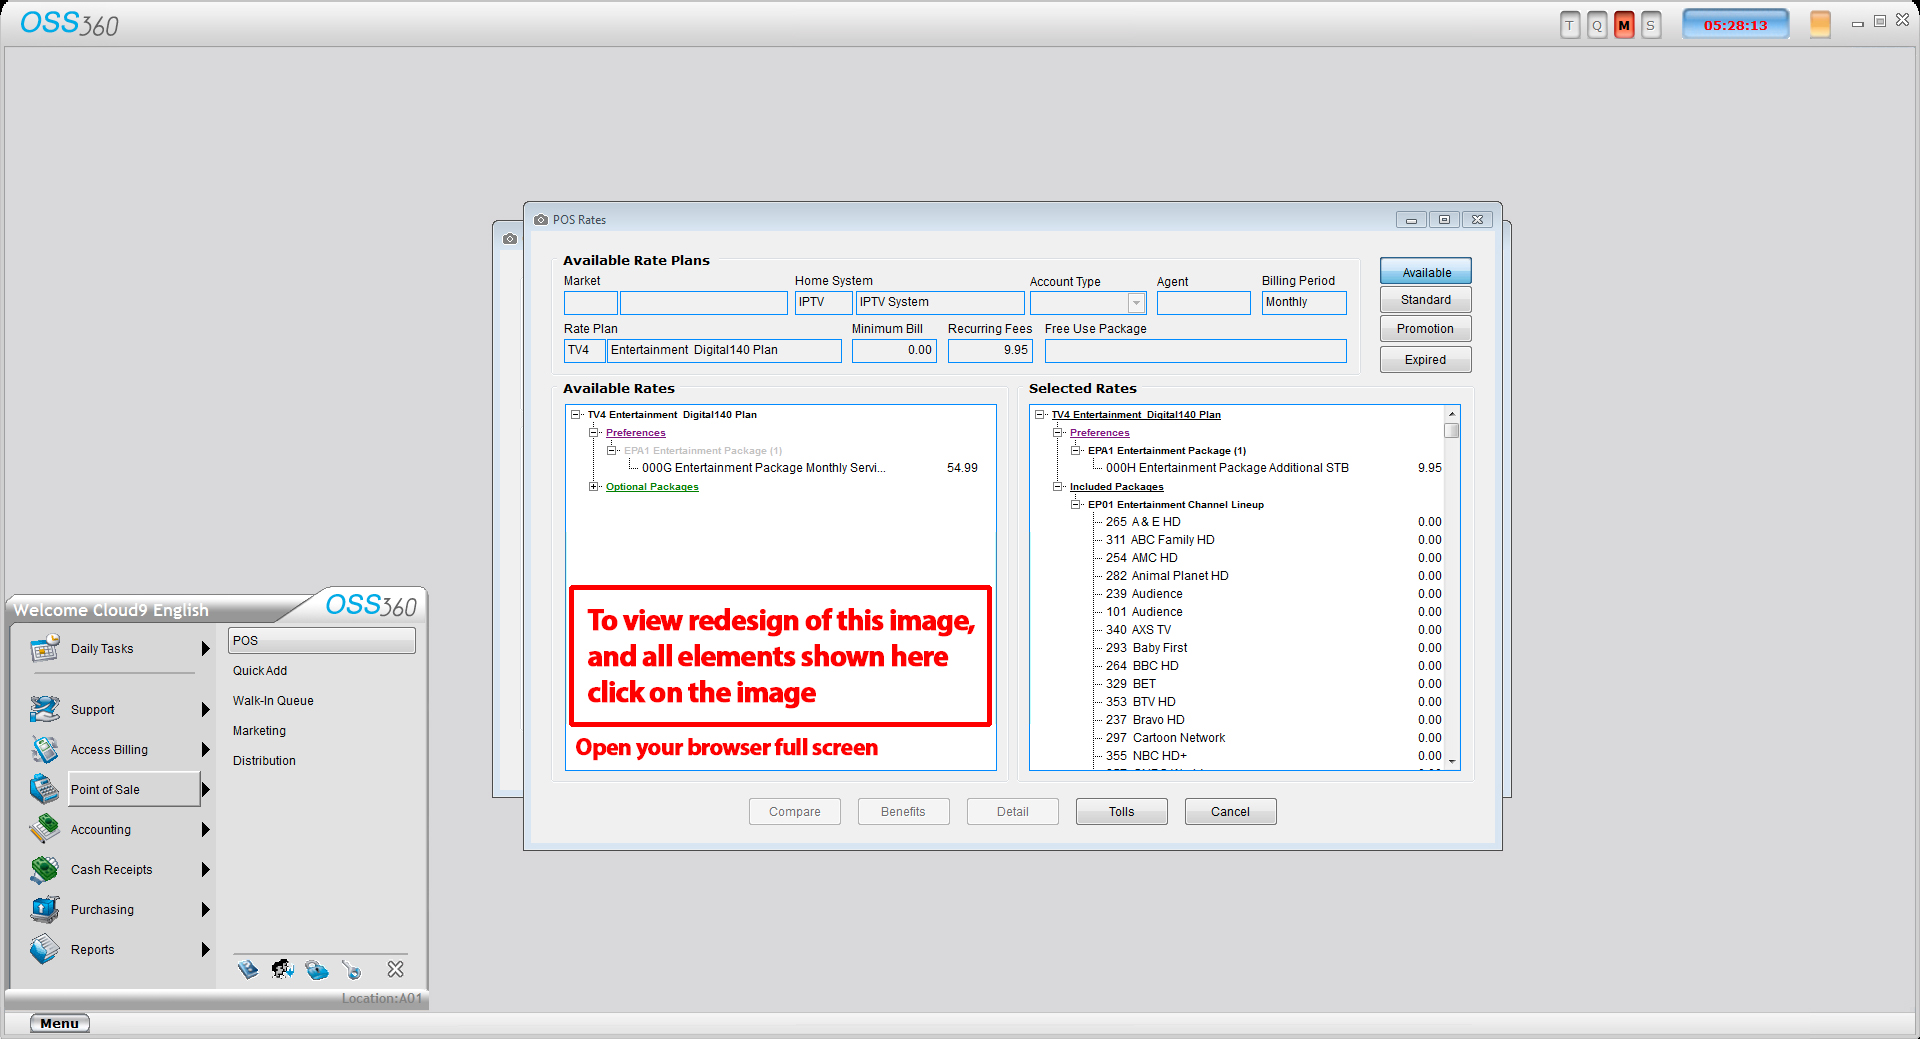 OSS360
T Q M S
05:28:13
POS Rates
Available Rate Plans
Market
Home System
Account Type
Agent
Billing Period
IPTV
IPTV System
Monthly
Rate Plan
Minimum Bill
Recurring Fees
Free Use Package
TV4
Entertainment Digital140 Plan
0.00
9.95
Available
Standard
Promotion
Expired
Available Rates
TV4 Entertainment Digital140 Plan
Preferences
EPA1 Entertainment Package (1)
000G Entertainment Package Monthly Servi... 54.99
Optional Packages
To view redesign of this image,
and all elements shown here
click on the image
Open your browser full screen
Selected Rates
TV4 Entertainment Digital140 Plan
Preferences
EPA1 Entertainment Package (1)
000H Entertainment Package Additional STB 9.95
Included Packages
EP01 Entertainment Channel Lineup
265 A & E HD 0.00
311 ABC Family HD 0.00
254 AMC HD 0.00
282 Animal Planet HD 0.00
239 Audience 0.00
101 Audience 0.00
340 AXS TV 0.00
293 Baby First 0.00
264 BBC HD 0.00
329 BET 0.00
353 BTV HD 0.00
237 Bravo HD 0.00
297 Cartoon Network 0.00
355 NBC HD+ 0.00
Compare
Benefits
Detail
Tolls
Cancel
Welcome Cloud9 English
OSS360
Daily Tasks
Support
Access Billing
Point of Sale
Accounting
Cash Receipts
Purchasing
Reports
POS
Quick Add
Walk-In Queue
Marketing
Distribution
Location:A01
Menu